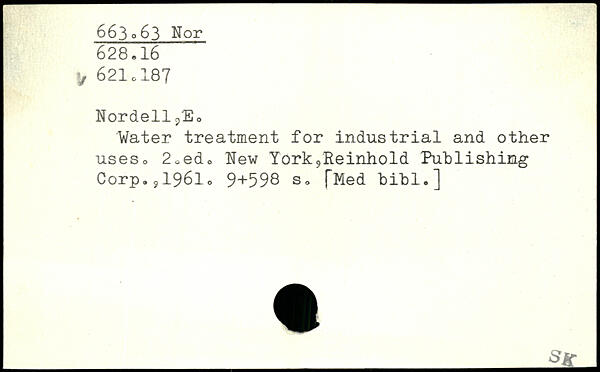 663.63 Nor
628.16
v 621.187
Nordell,E.
Water treatment for industrial and other
uses. 2.ed. New York,Reinhold Publishing
Corp.,1961. 9+598 s. [Med bibl.]
SK